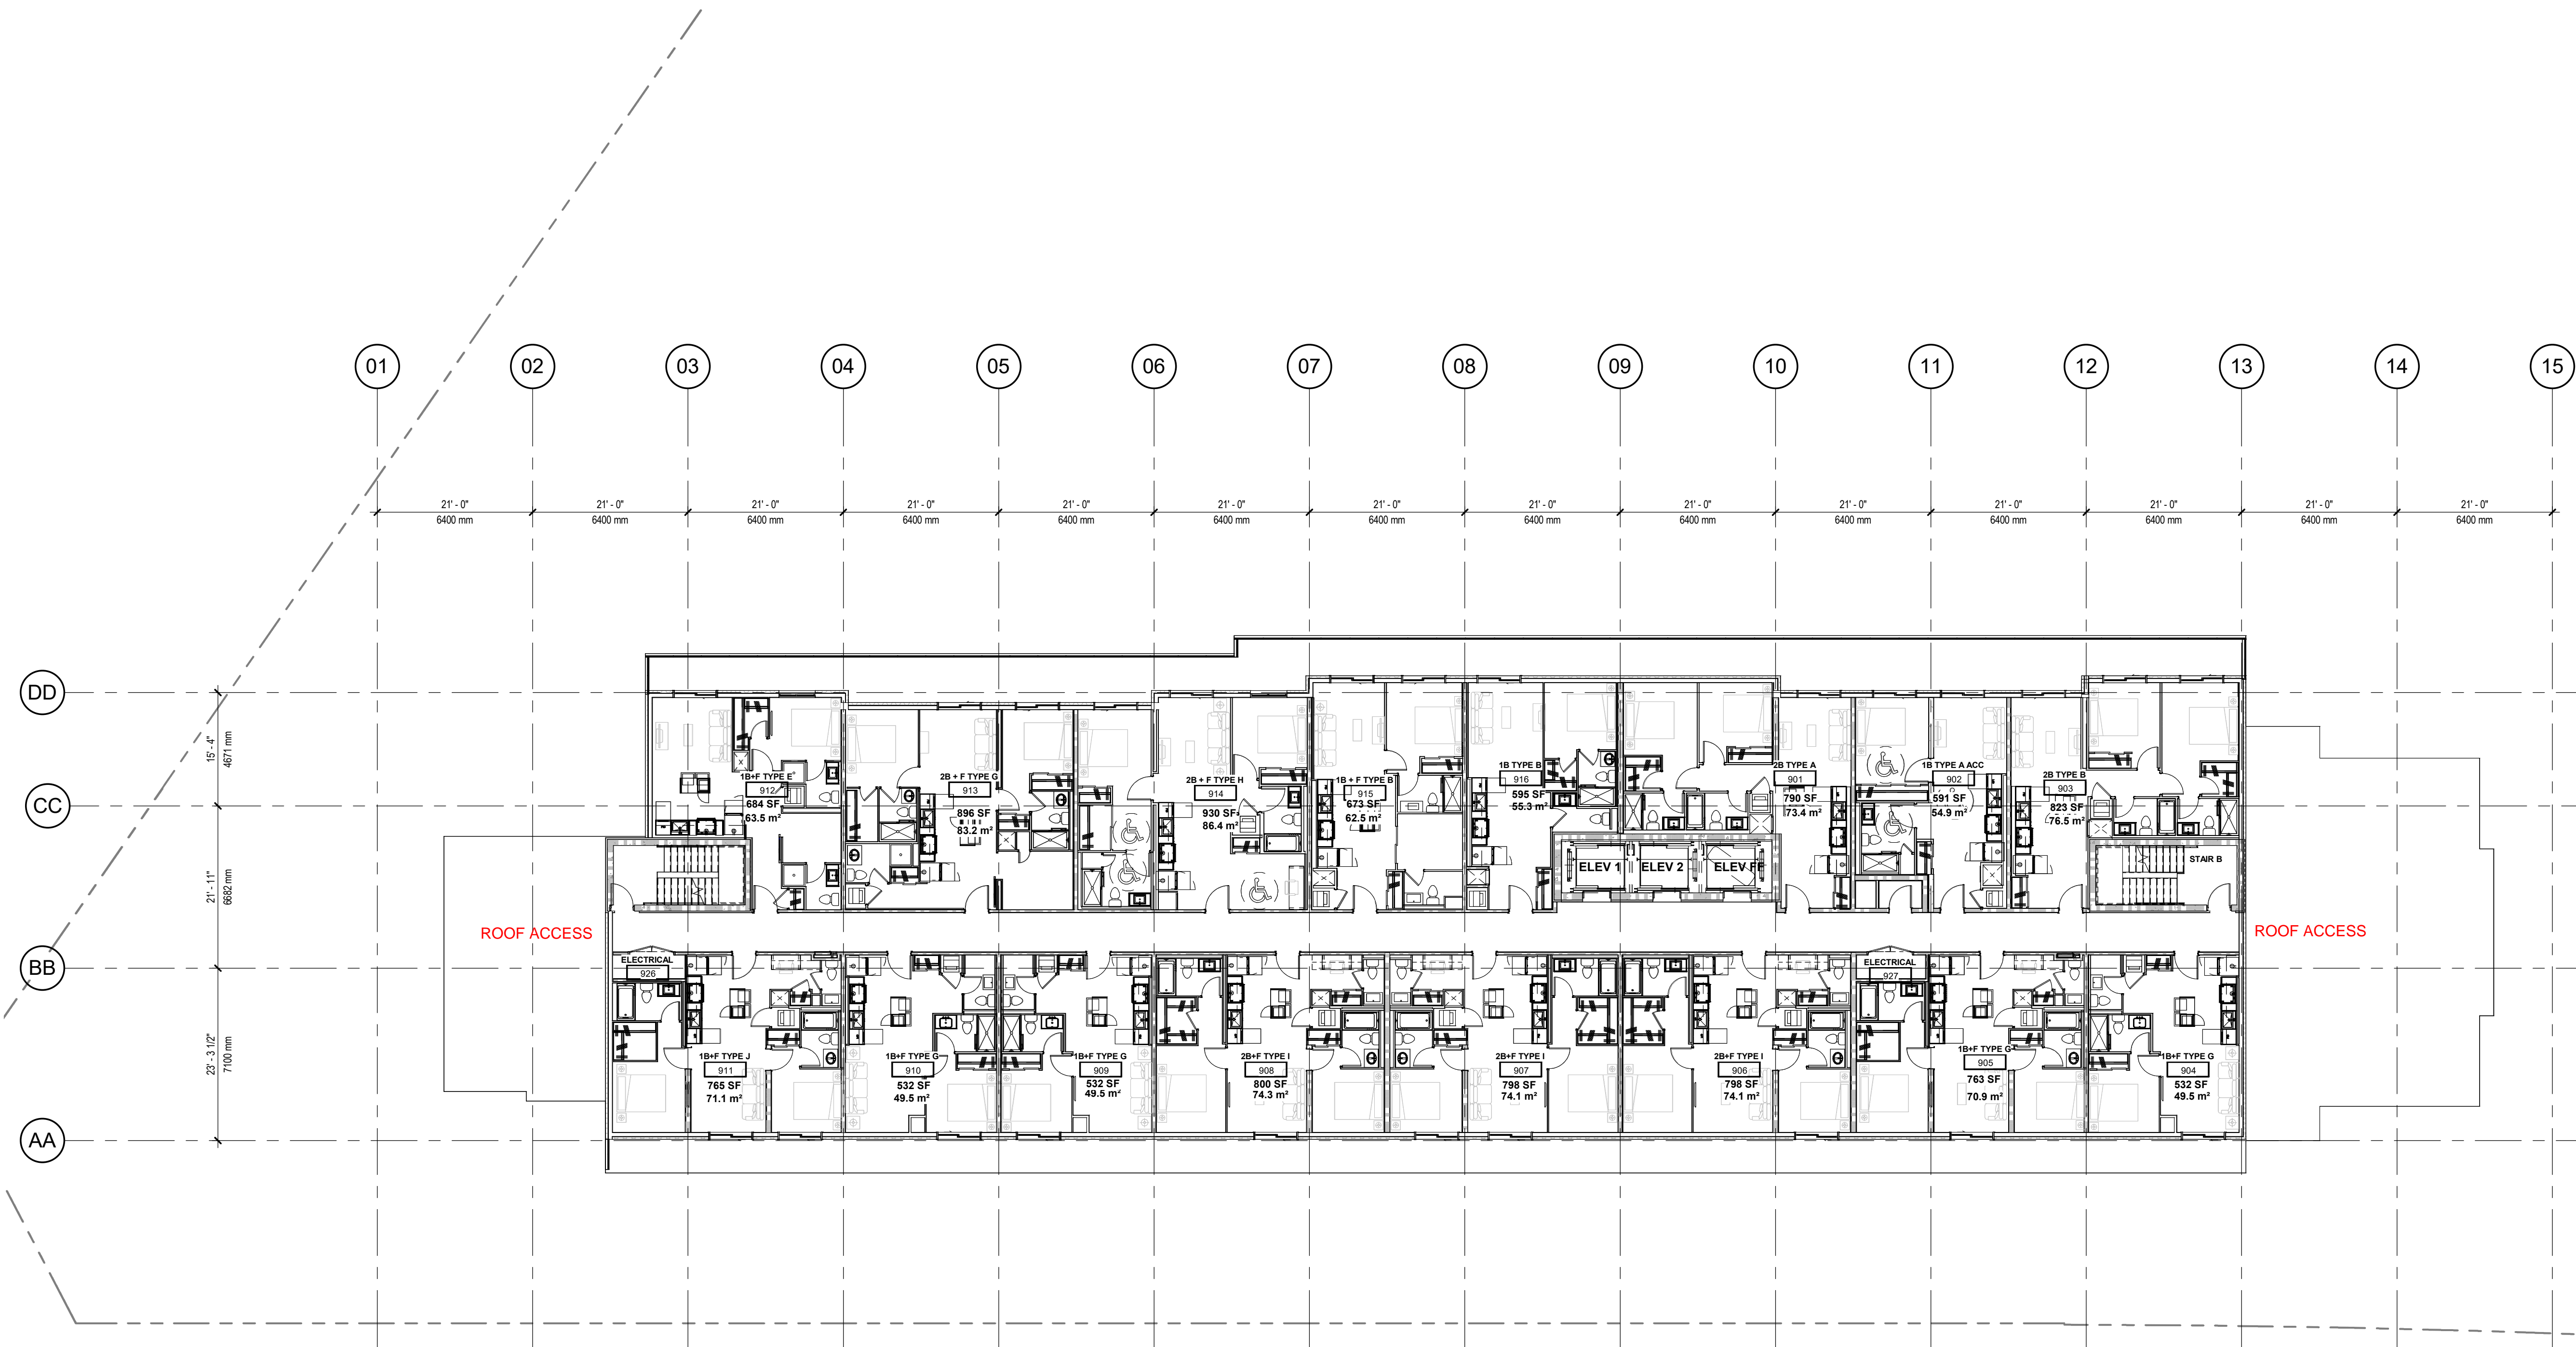 01 02 03 04 05 06 07 08 09 10 11 12 13 14 15
21' - 0" 21' - 0" 21' - 0" 21' - 0" 21' - 0" 21' - 0" 21' - 0" 21' - 0" 21' - 0" 21' - 0" 21' - 0" 21' - 0" 21' - 0" 21' - 0"
6400 mm 6400 mm 6400 mm 6400 mm 6400 mm 6400 mm 6400 mm 6400 mm 6400 mm 6400 mm 6400 mm 6400 mm 6400 mm 6400 mm
DD
15' - 4"
4671 mm
CC
21' - 11"
6682 mm
BB
23' - 3 1/2"
7100 mm
AA
1B+F TYPE E
912
684 SF
63.5 m²
2B + F TYPE G
913
896 SF
83.2 m²
2B + F TYPE H
914
930 SF
86.4 m²
1B + F TYPE B
915
673 SF
62.5 m²
1B TYPE B
916
595 SF
55.3 m²
2B TYPE A
901
790 SF
73.4 m²
1B TYPE A ACC
902
591 SF
54.9 m²
2B TYPE B
903
823 SF
76.5 m²
ELEV 1
ELEV 2
ELEV FF
STAIR B
ROOF ACCESS
ROOF ACCESS
ELECTRICAL
926
ELECTRICAL
927
1B+F TYPE J
911
765 SF
71.1 m²
1B+F TYPE G
910
532 SF
49.5 m²
1B+F TYPE G
909
532 SF
49.5 m²
2B+F TYPE I
908
800 SF
74.3 m²
2B+F TYPE I
907
798 SF
74.1 m²
2B+F TYPE I
906
798 SF
74.1 m²
1B+F TYPE G
905
763 SF
70.9 m²
1B+F TYPE G
904
532 SF
49.5 m²